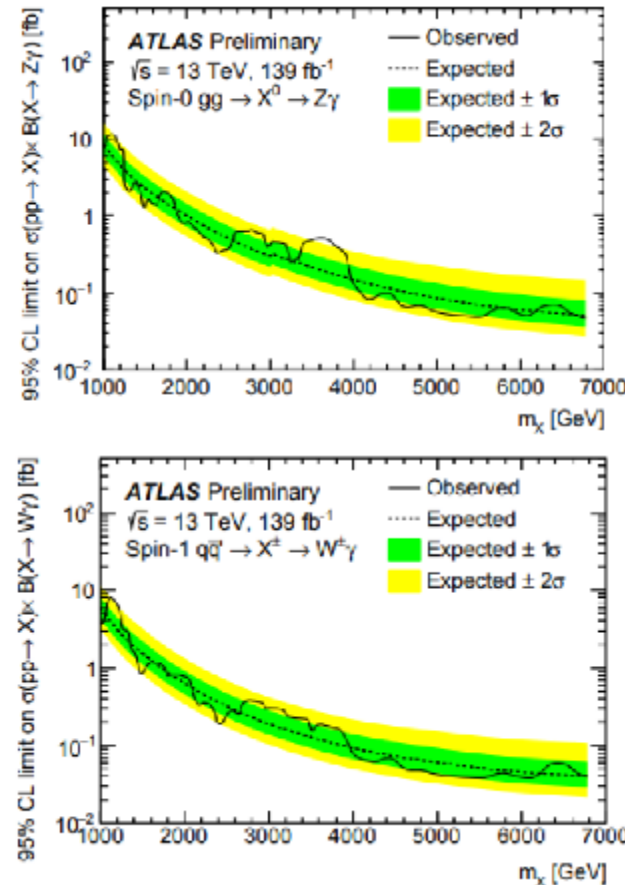 95% CL limit on σ(pp→ X)× B(X→ Zγ) [fb]
ATLAS Preliminary
√s = 13 TeV, 139 fb⁻¹
Spin-0 gg → X⁰ → Zγ
Observed
Expected
Expected ± 1σ
Expected ± 2σ
10²
10
1
10⁻¹
10⁻²
1000 2000 3000 4000 5000 6000 7000
mX [GeV]
95% CL limit on σ(pp→ X)× B(X→ Wγ) [fb]
ATLAS Preliminary
√s = 13 TeV, 139 fb⁻¹
Spin-1 qq̄' → X± → W±γ
Observed
Expected
Expected ± 1σ
Expected ± 2σ
10²
10
1
10⁻¹
10⁻²
1000 2000 3000 4000 5000 6000 7000
mX [GeV]